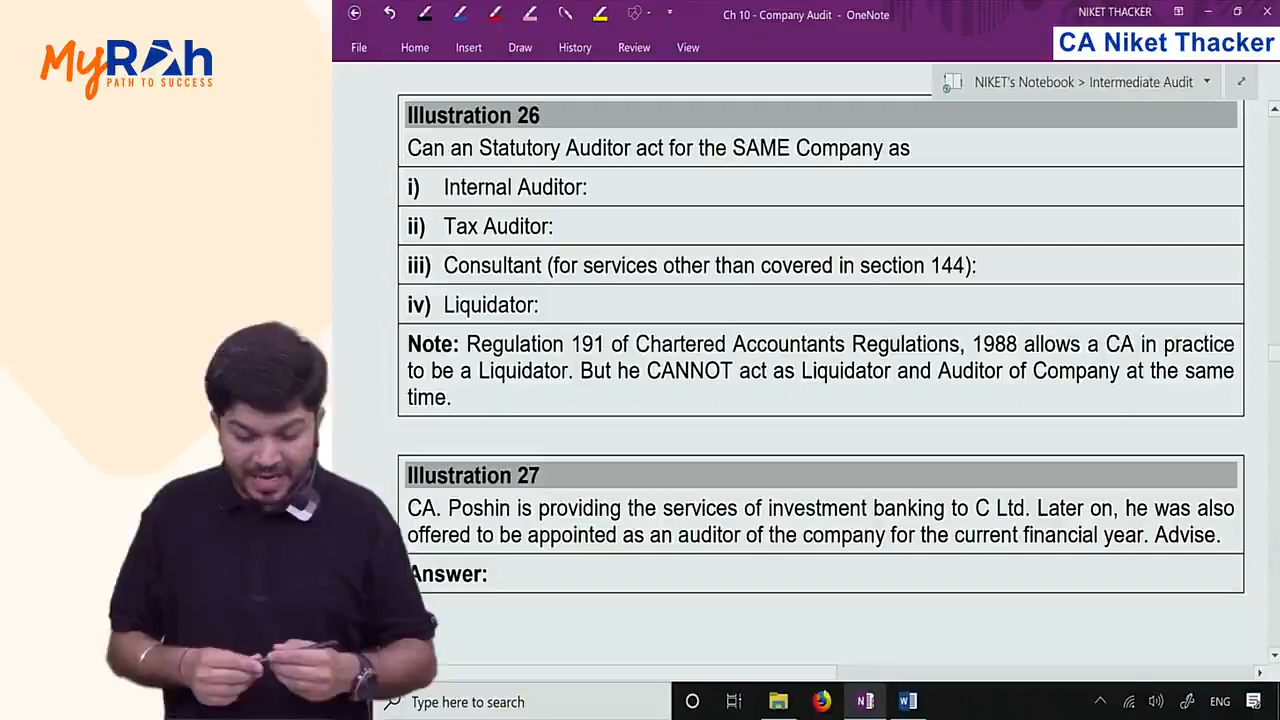 MyRAh
PATH TO SUCCESS
Ch 10 - Company Audit - OneNote
NIKET THACKER
File Home Insert Draw History Review View
CA Niket Thacker
NIKET's Notebook > Intermediate Audit
Illustration 26
Can an Statutory Auditor act for the SAME Company as
i) Internal Auditor:
ii) Tax Auditor:
iii) Consultant (for services other than covered in section 144):
iv) Liquidator:
Note: Regulation 191 of Chartered Accountants Regulations, 1988 allows a CA in practice
to be a Liquidator. But he CANNOT act as Liquidator and Auditor of Company at the same
time.
Illustration 27
CA. Poshin is providing the services of investment banking to C Ltd. Later on, he was also
offered to be appointed as an auditor of the company for the current financial year. Advise.
Answer:
Type here to search
ENG